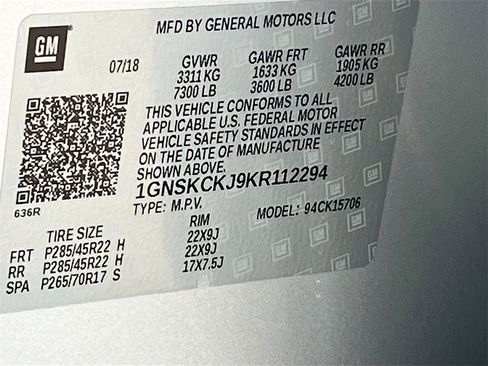 MFD BY GENERAL MOTORS LLC
GM
07/18 GVWR GAWR FRT GAWR RR
3311 KG 1633 KG 1905 KG
7300 LB 3600 LB 4200 LB
THIS VEHICLE CONFORMS TO ALL
APPLICABLE U.S. FEDERAL MOTOR
VEHICLE SAFETY STANDARDS IN EFFECT
ON THE DATE OF MANUFACTURE
SHOWN ABOVE.
1GNSKCKJ9KR112294
636R
TYPE: M.P.V. MODEL: 94CK15706
TIRE SIZE RIM
FRT P285/45R22 H 22X9J
RR P285/45R22 H 22X9J
SPA P265/70R17 S 17X7.5J